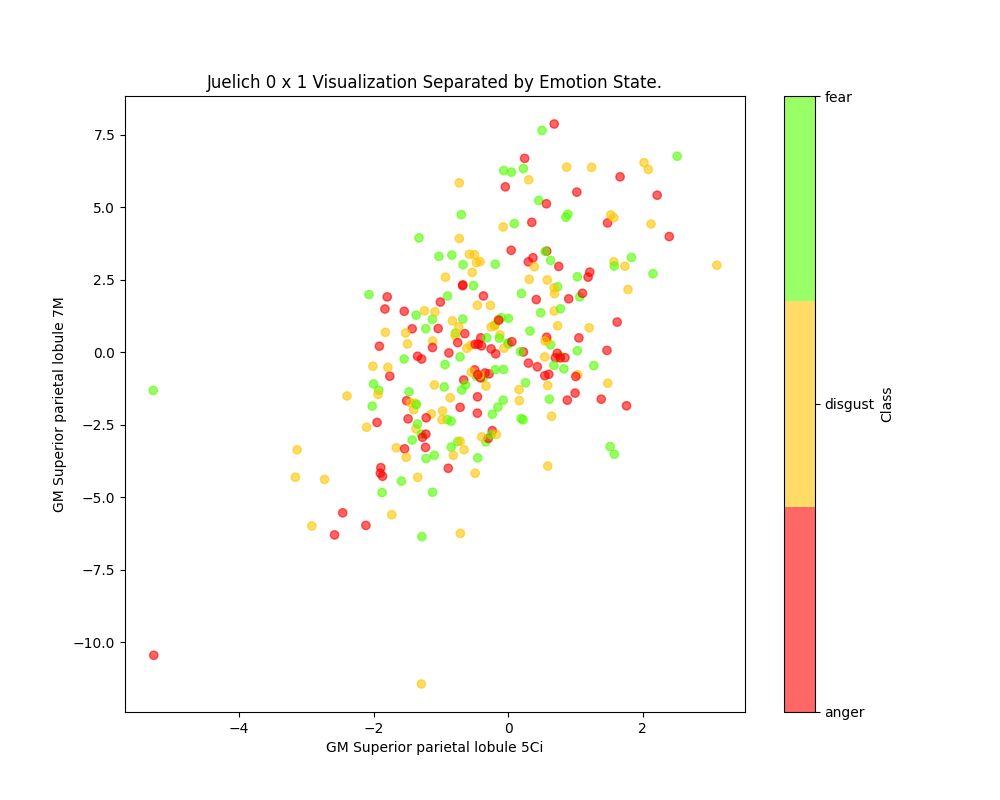 Juelich 0 x 1 Visualization Separated by Emotion State.
fear
disgust
anger
Class
7.5
5.0
2.5
0.0
−2.5
−5.0
−7.5
−10.0
GM Superior parietal lobule 7M
−4
−2
0
2
GM Superior parietal lobule 5Ci